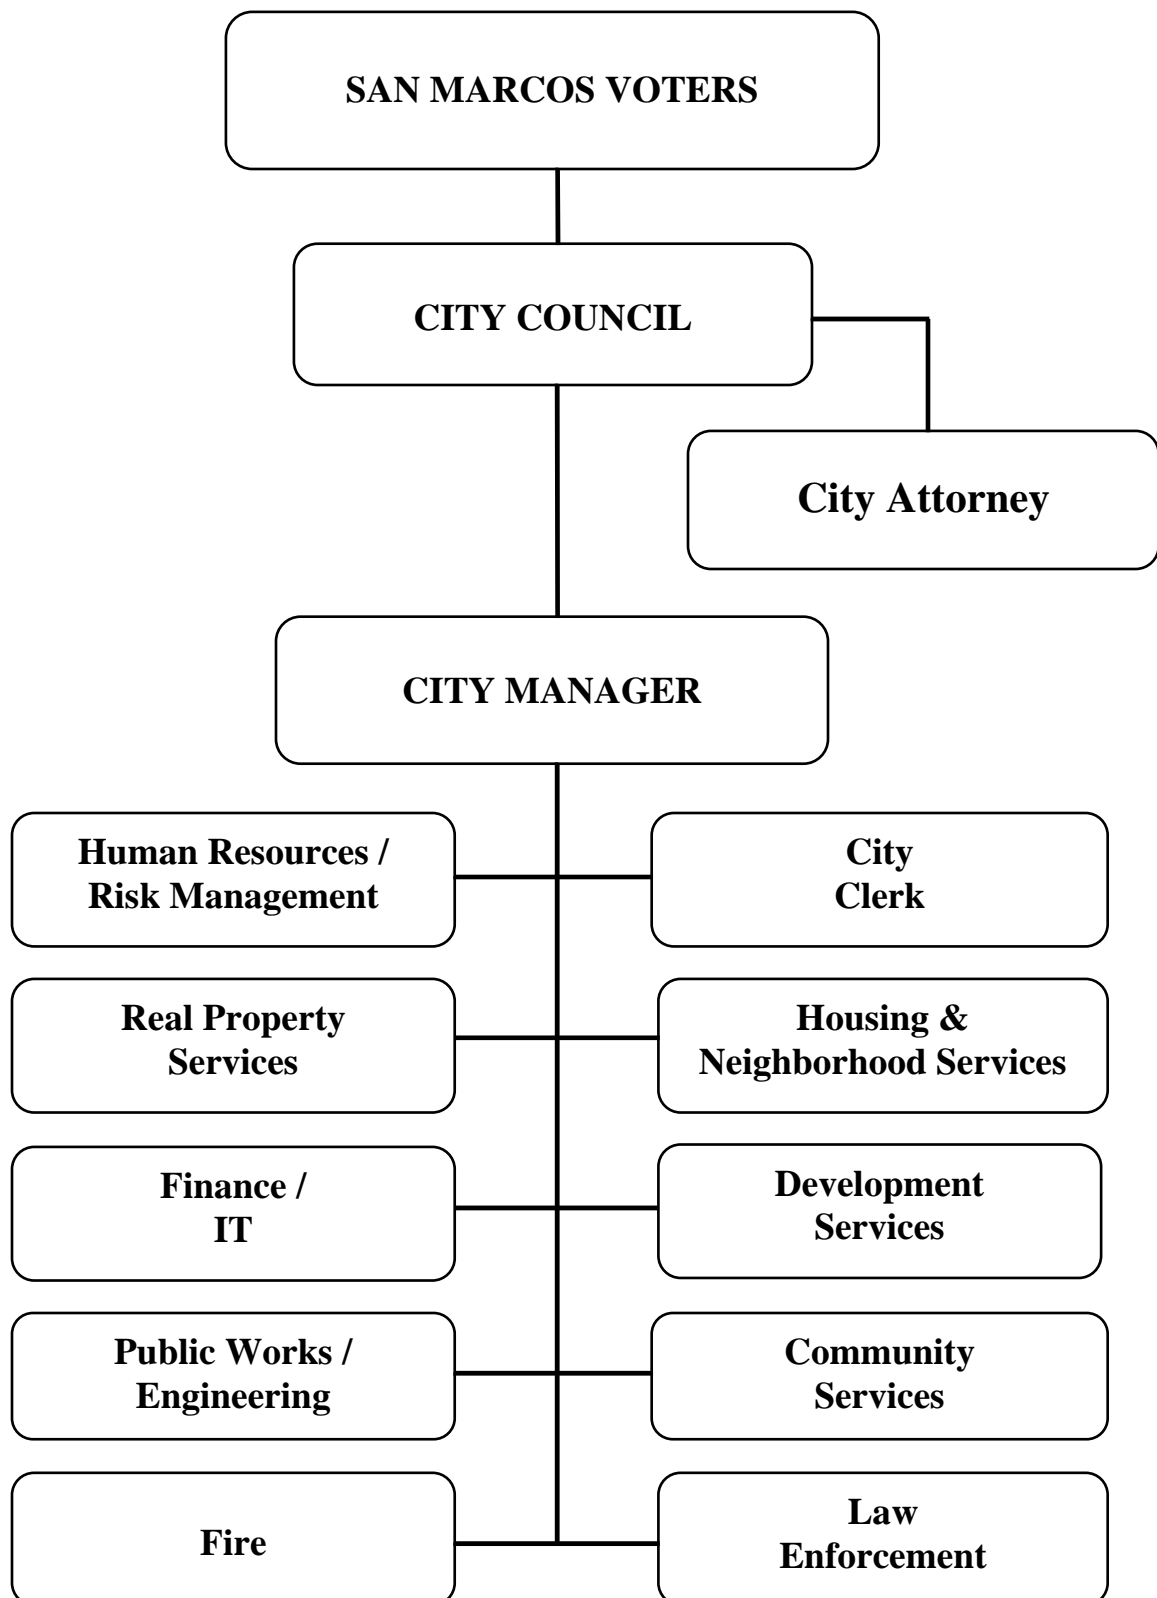 SAN MARCOS VOTERS
CITY COUNCIL
City Attorney
CITY MANAGER
Human Resources /
Risk Management
City
Clerk
Real Property
Services
Housing &
Neighborhood Services
Finance /
IT
Development
Services
Public Works /
Engineering
Community
Services
Fire
Law
Enforcement